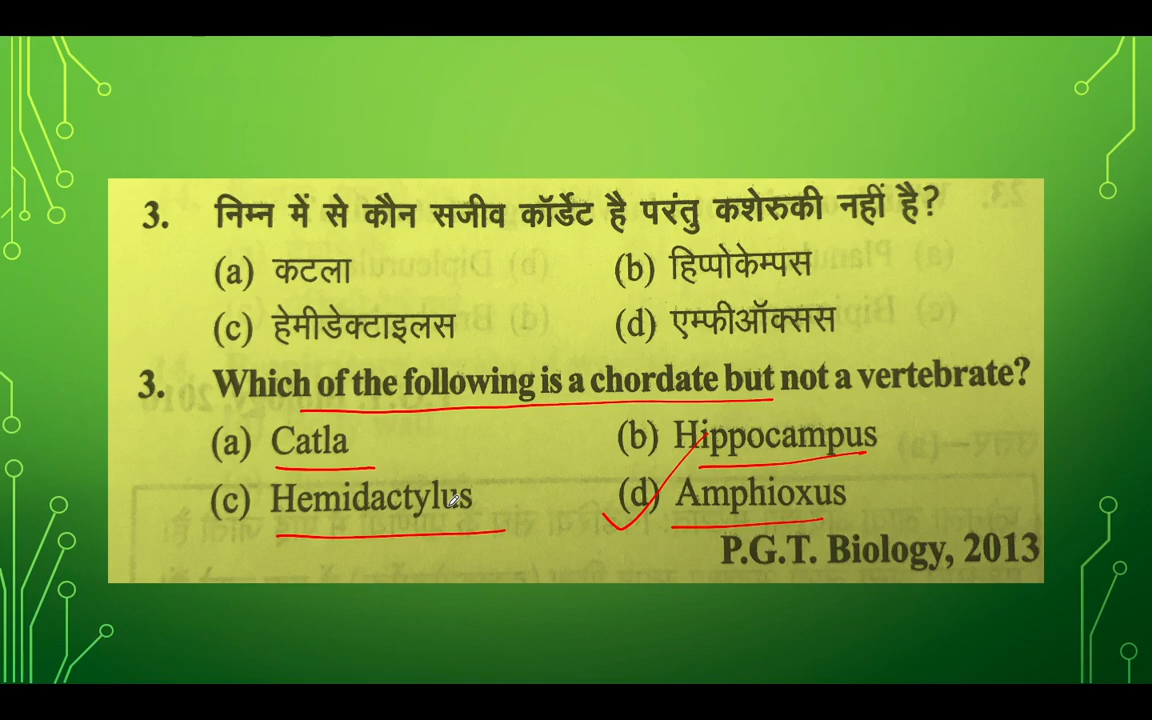 3. निम्न में से कौन सजीव कॉर्डेट है परंतु कशेरुकी नहीं है?
(a) कटला (b) हिप्पोकेम्पस
(c) हेमीडेक्टाइलस (d) एम्फीऑक्सस
3. Which of the following is a chordate but not a vertebrate?
(a) Catla (b) Hippocampus
(c) Hemidactylus (d) Amphioxus
P.G.T. Biology, 2013